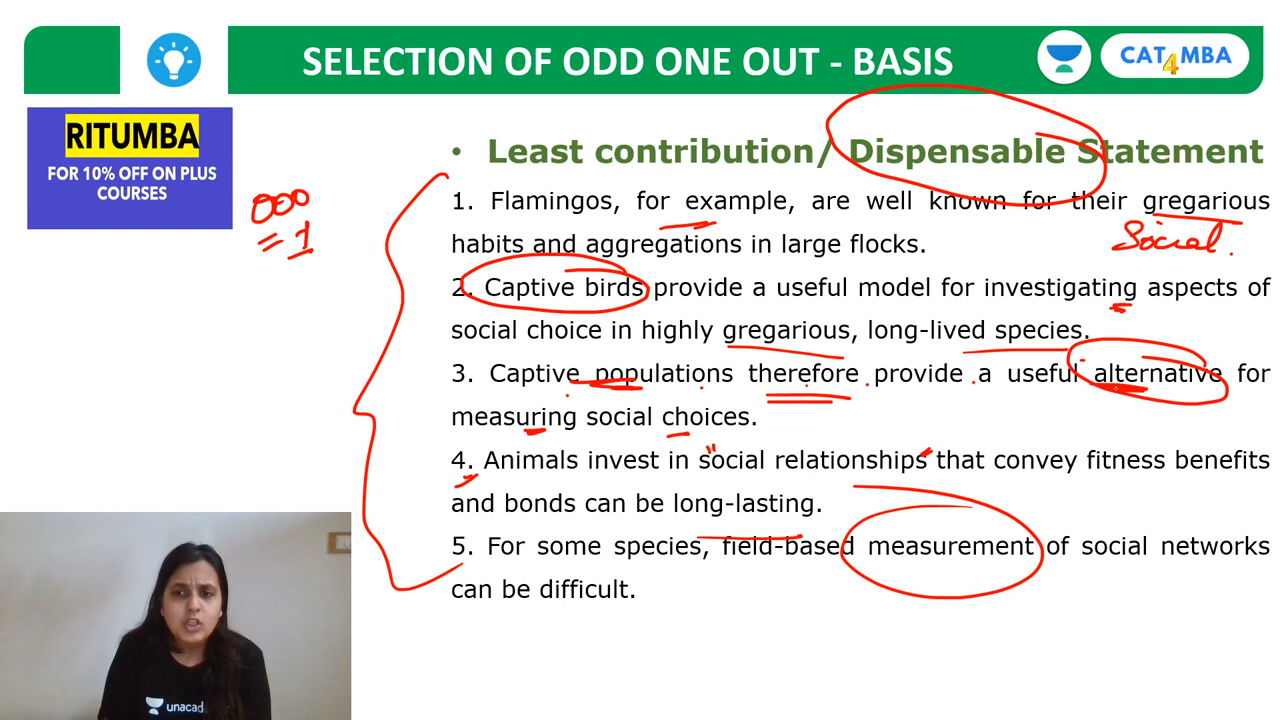 SELECTION OF ODD ONE OUT - BASIS
CAT4MBA
RITUMBA
FOR 10% OFF ON PLUS
COURSES
000
= 1
• Least contribution/ Dispensable Statement
1. Flamingos, for example, are well known for their gregarious
habits and aggregations in large flocks.
Social.
2. Captive birds provide a useful model for investigating aspects of
social choice in highly gregarious, long-lived species.
3. Captive populations therefore provide a useful alternative for
measuring social choices.
4. Animals invest in social relationships that convey fitness benefits
and bonds can be long-lasting.
5. For some species, field-based measurement of social networks
can be difficult.
unacad